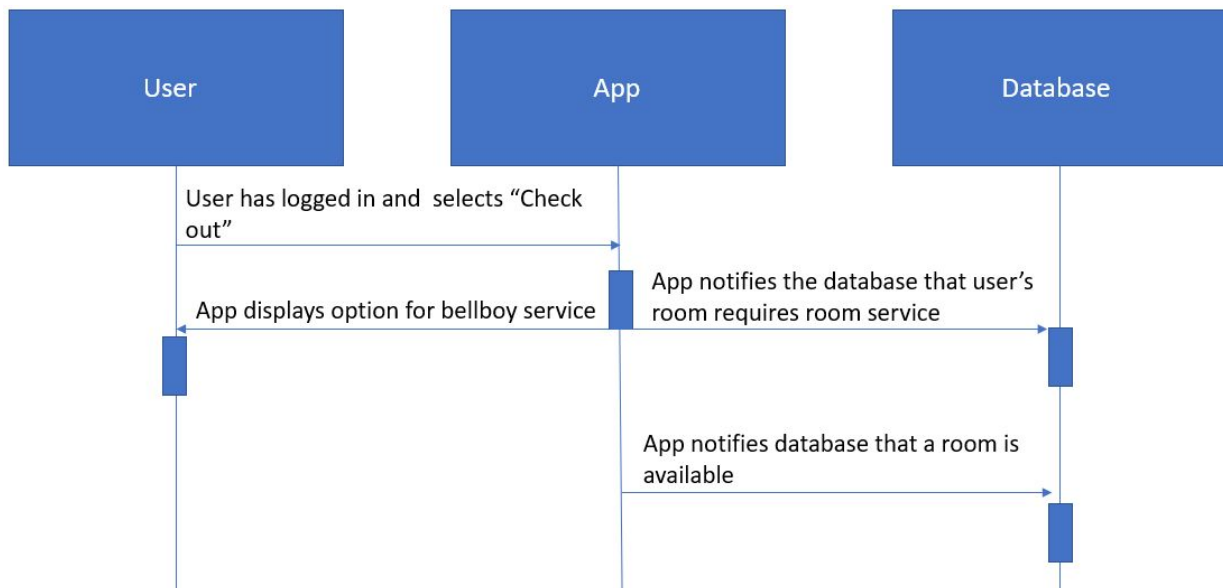 User
App
Database
User has logged in and  selects “Check
out”
App displays option for bellboy service
App notifies the database that user’s
room requires room service
App notifies database that a room is
available